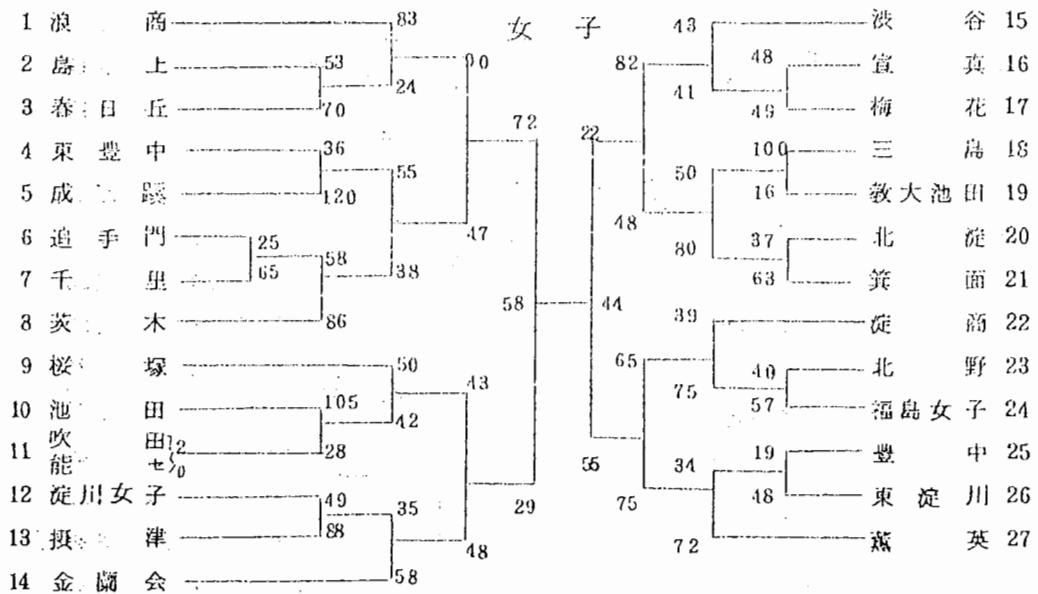 女子
1 浪商
2 島上
3 春日丘
4 東豊中
5 成蹊
6 追手門
7 千里
8 茨木
9 桜塚
10 池田
11 吹田 能セ
12 淀川女子
13 摂津
14 金蘭会
83
53
24
70
90
36
55
120
72
25
65
58
38
47
86
50
105
42
28
43
49
88
35
58
48
29
58
44
22
55
82
48
65
75
43
41
48
49
50
80
100
16
37
63
39
75
40
57
34
72
19
48
渋谷 15
宣真 16
梅花 17
三島 18
教大池田 19
北淀 20
箕面 21
淀商 22
北野 23
福島女子 24
豊中 25
東淀川 26
薫英 27